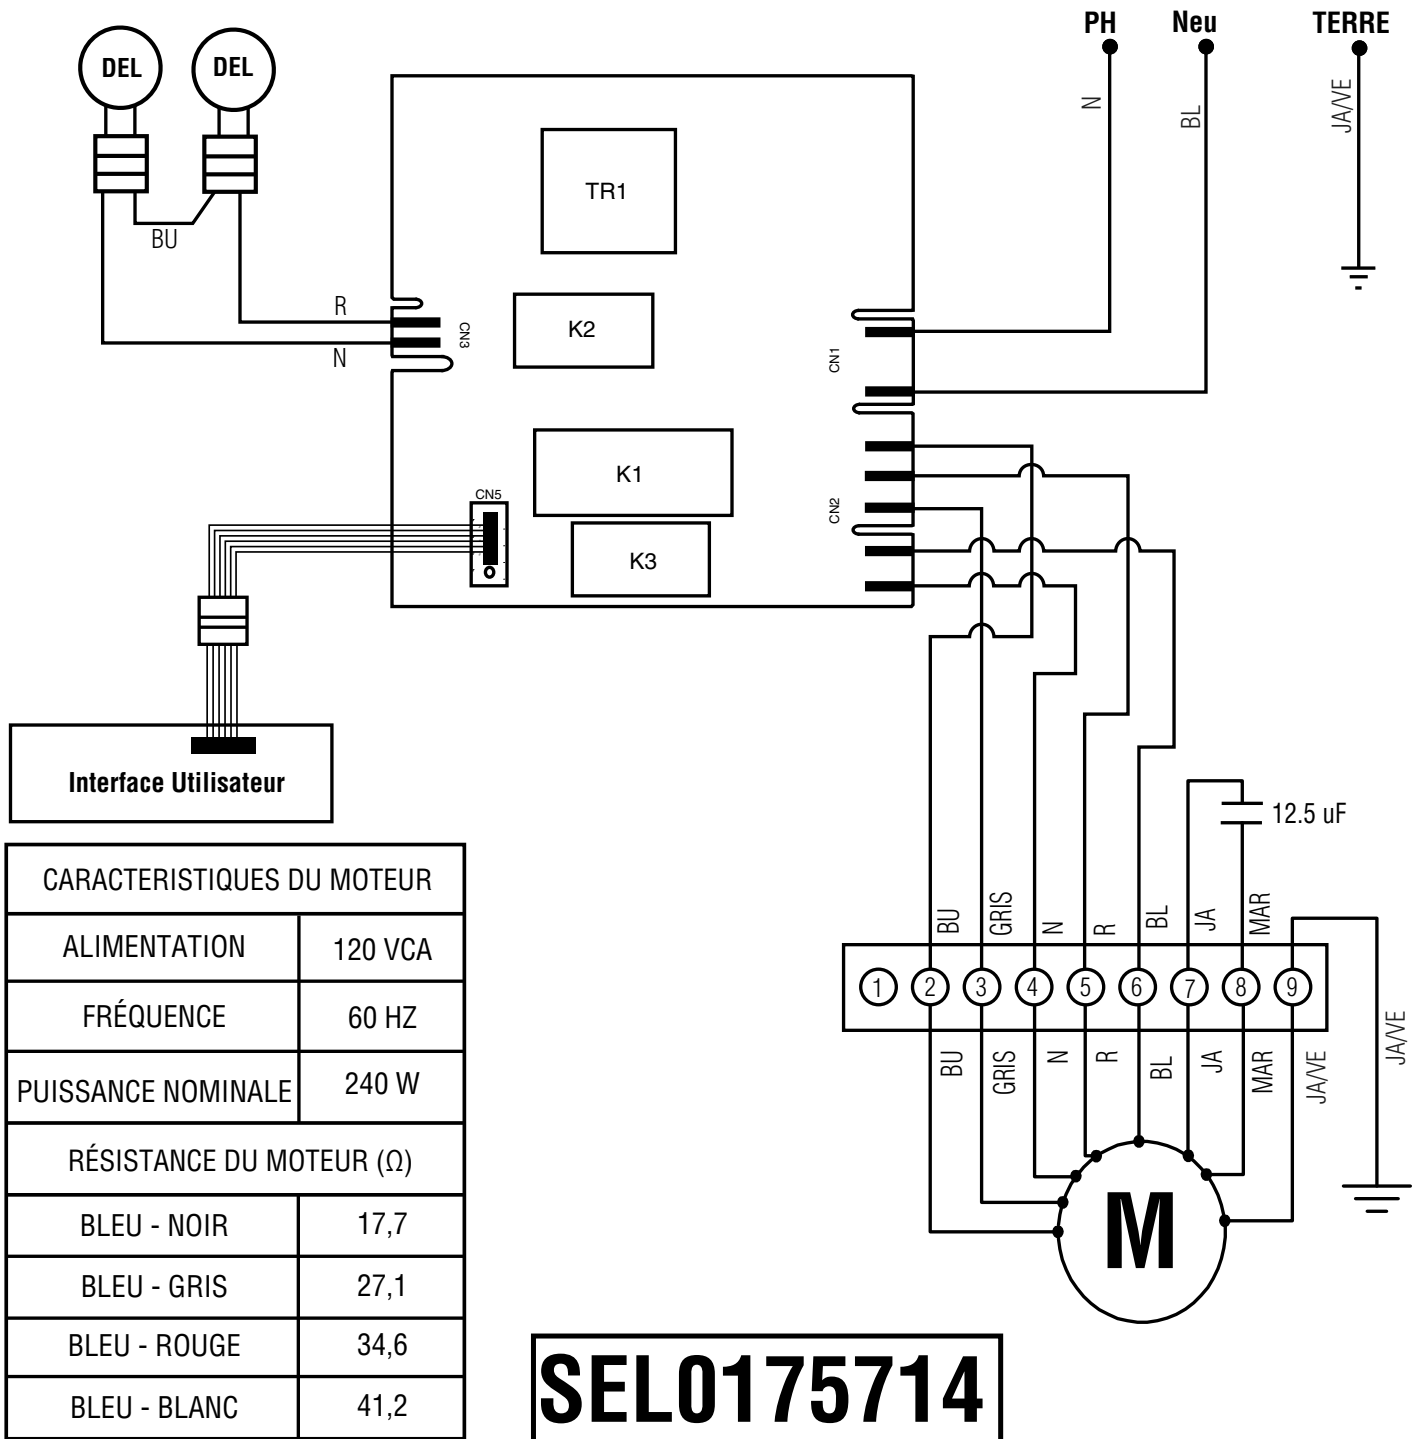 PH Neu TERRE
DEL DEL
N
BL
JA/VE
TR1
BU
R
K2
CN3
N
CN1
K1
CN5
CN2
K3
Interface Utilisateur
12.5 uF
BU GRIS N R BL JA MAR
1 2 3 4 5 6 7 8 9
BU GRIS N R BL JA MAR JA/VE
JA/VE
M
CARACTERISTIQUES DU MOTEUR
ALIMENTATION 120 VCA
FRÉQUENCE 60 HZ
PUISSANCE NOMINALE 240 W
RÉSISTANCE DU MOTEUR (Ω)
BLEU - NOIR 17,7
BLEU - GRIS 27,1
BLEU - ROUGE 34,6
BLEU - BLANC 41,2
SEL0175714